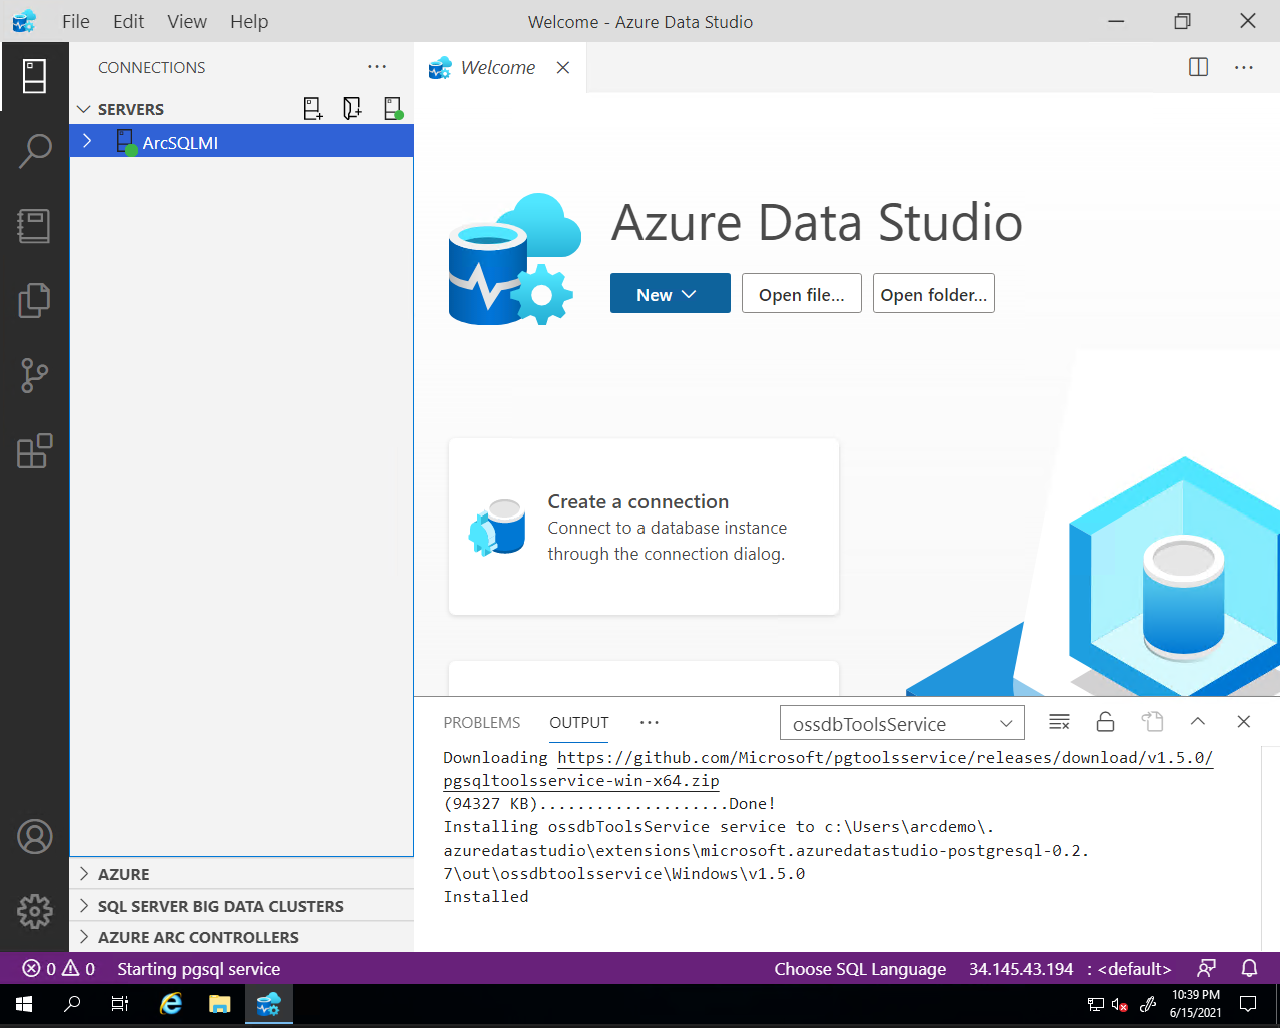 File Edit View Help
Welcome - Azure Data Studio
CONNECTIONS
Welcome
SERVERS
ArcSQLMI
Azure Data Studio
New
Open file...
Open folder...
Create a connection
Connect to a database instance
through the connection dialog.
PROBLEMS
OUTPUT
ossdbToolsService
Downloading https://github.com/Microsoft/pgtoolsservice/releases/download/v1.5.0/
pgsqltoolsservice-win-x64.zip
(94327 KB)....................Done!
Installing ossdbToolsService service to c:\Users\arcdemo\.
azuredatastudio\extensions\microsoft.azuredatastudio-postgresql-0.2.
7\out\ossdbtoolsservice\Windows\v1.5.0
Installed
AZURE
SQL SERVER BIG DATA CLUSTERS
AZURE ARC CONTROLLERS
0 0 Starting pgsql service
Choose SQL Language
34.145.43.194 : <default>
10:39 PM
6/15/2021